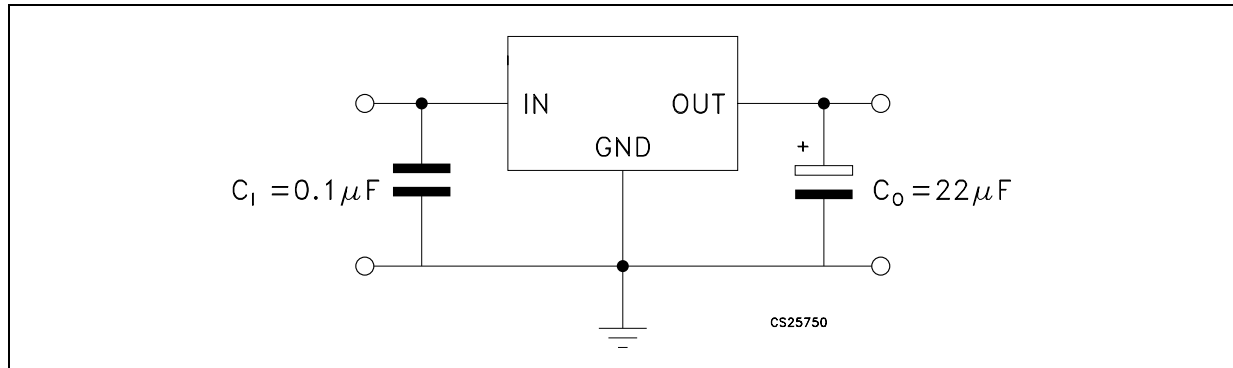 IN
OUT
GND
+
C_I =0.1μF
C_O =22μF
CS25750